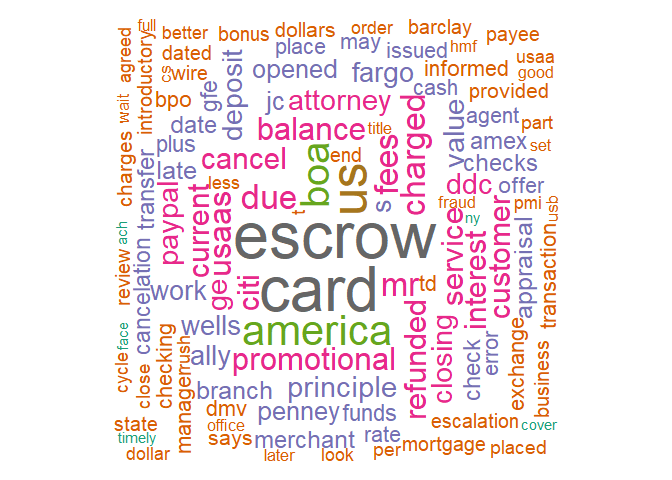 full better bonus dollars order barclay payee
agreed introductory dated place may issued hmf usaa
cs wire opened fargo informed good
wait bpo gfe deposit jc attorney cash provided
charges date balance title value agent part
plus cancel end fees charged amex set
late transfer less boa us s checks
paypal current usaas due t ddc offer
fraud ny pmi usb
ach escrow
review cancelation ge citi card mr td service interest customer appraisal transaction
face work
wells america refunded closing error exchange
cycle close checking manager rush ally promotional check business
branch principle
state dmv penney funds escalation cover
timely office says merchant rate per mortgage placed
dollar later look